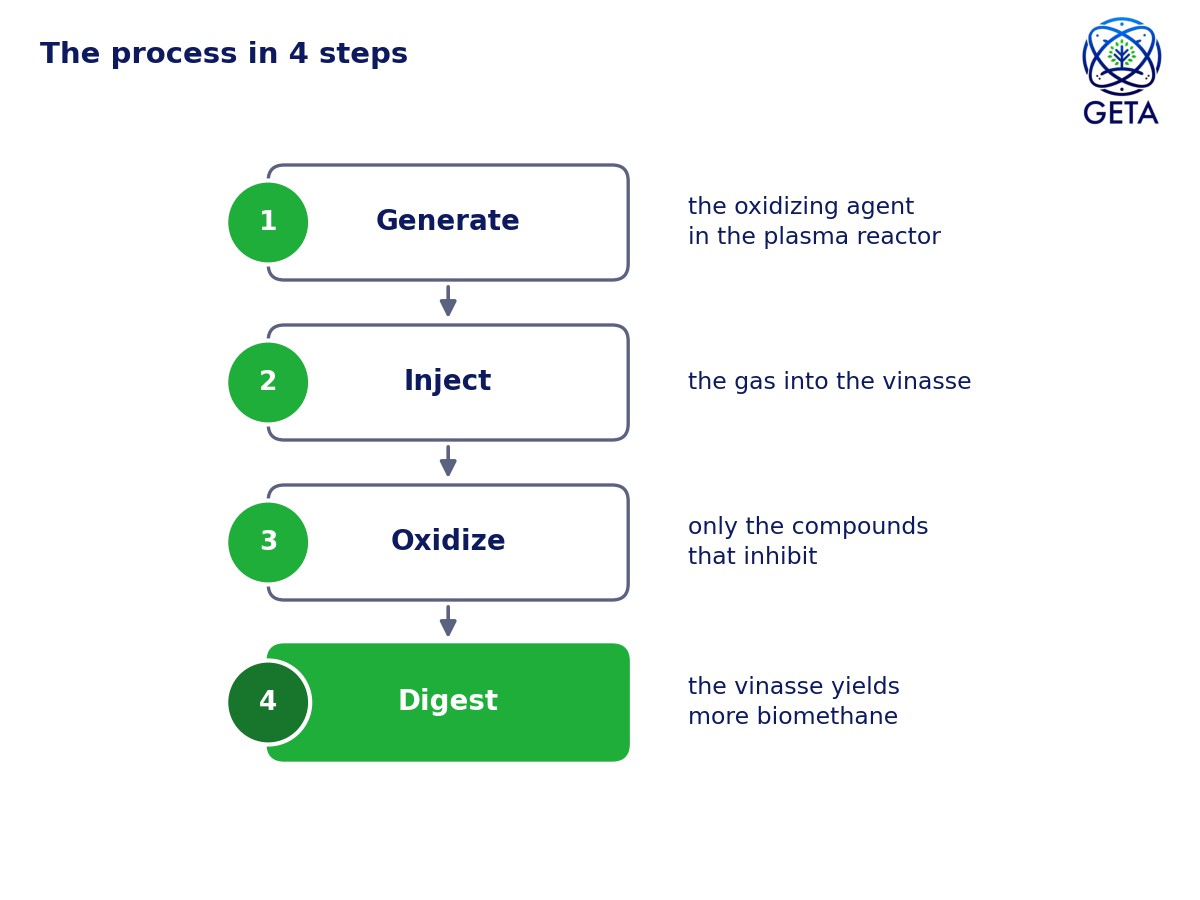 The process in 4 steps
GETA
1
Generate
the oxidizing agent
in the plasma reactor
2
Inject
the gas into the vinasse
3
Oxidize
only the compounds
that inhibit
4
Digest
the vinasse yields
more biomethane